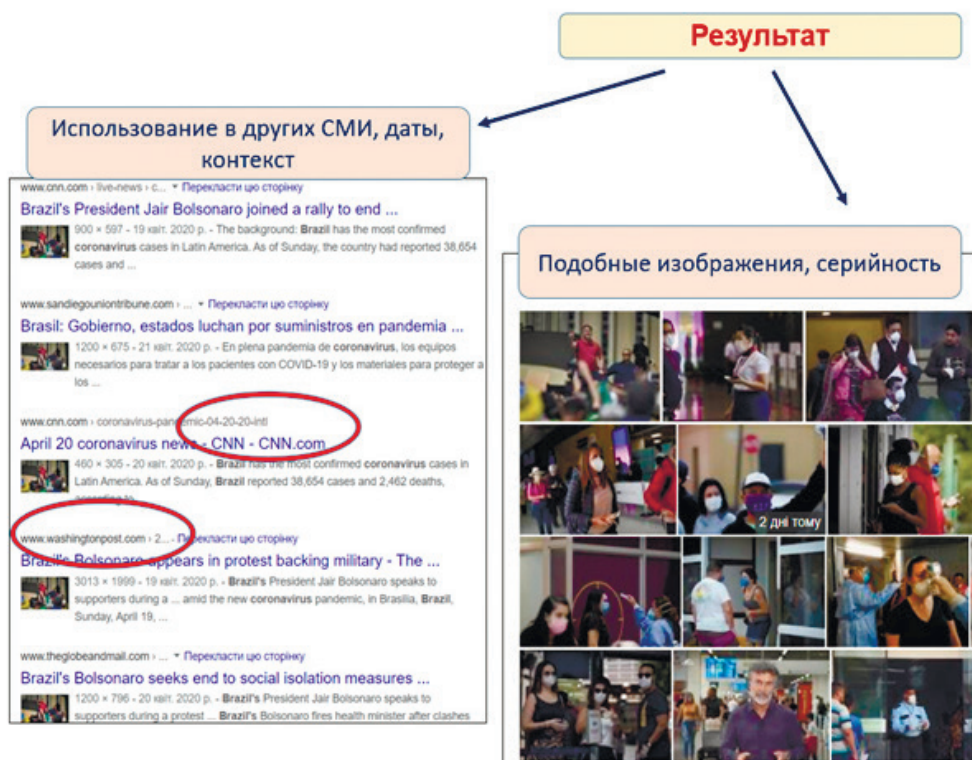 Результат
Использование в других СМИ, даты,
контекст
www.cnn.com › live-news › c... ▾ Перекласти цю сторінку
Brazil's President Jair Bolsonaro joined a rally to end ...
900 × 597 - 19 квіт. 2020 р. - The background: Brazil has the most confirmed
coronavirus cases in Latin America. As of Sunday, the country had reported 38,654
cases and ...
www.sandiegouniontribune.com › ... ▾ Перекласти цю сторінку
Brasil: Gobierno, estados luchan por suministros en pandemia ...
1200 × 675 - 21 квіт. 2020 р. - En plena pandemia de coronavirus, los equipos
necesarios para tratar a los pacientes con COVID-19 y los materiales para proteger a
los ...
www.cnn.com › coronavirus-pandemic-04-20-20-intl
April 20 coronavirus news - CNN - CNN.com
460 × 305 - 20 квіт. 2020 р. - Brazil has the most confirmed coronavirus cases in
Latin America. As of Sunday, Brazil reported 38,654 cases and 2,462 deaths,
according to
www.washingtonpost.com › 2... - Перекласти цю сторінку
Brazil's Bolsonaro appears in protest backing military - The ...
3013 × 1999 - 19 квіт. 2020 р. - Brazil's President Jair Bolsonaro speaks to
supporters during a ... amid the new coronavirus pandemic, in Brasilia, Brazil,
Sunday, April 19, ...
www.theglobeandmail.com › ... ▾ Перекласти цю сторінку
Brazil's Bolsonaro seeks end to social isolation measures ...
1200 × 796 - 20 квіт. 2020 р. - Brazil's President Jair Bolsonaro speaks to
supporters during a protest ... Brazil's Bolsonaro fires health minister after clashes
Подобные изображения, серийность
2 дні тому